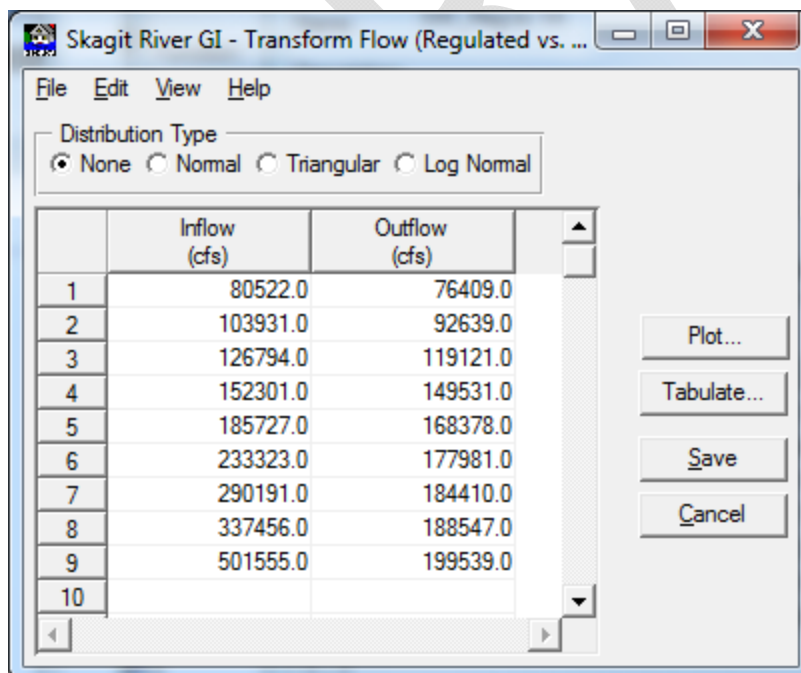 Skagit River GI - Transform Flow (Regulated vs. ...
File Edit View Help
Distribution Type
None Normal Triangular Log Normal
Inflow (cfs) Outflow (cfs)
1 80522.0 76409.0
2 103931.0 92639.0
3 126794.0 119121.0
4 152301.0 149531.0
5 185727.0 168378.0
6 233323.0 177981.0
7 290191.0 184410.0
8 337456.0 188547.0
9 501555.0 199539.0
10
Plot...
Tabulate...
Save
Cancel